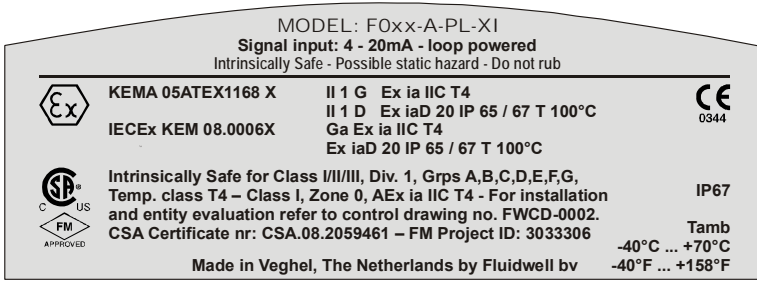 MODEL: F0xx-A-PL-XI
Signal input: 4 - 20mA - loop powered
Intrinsically Safe - Possible static hazard - Do not rub
Ex
KEMA 05ATEX1168 X
II 1 G Ex ia IIC T4
II 1 D Ex iaD 20 IP 65 / 67 T 100°C
IECEx KEM 08.0006X
Ga Ex ia IIC T4
Ex iaD 20 IP 65 / 67 T 100°C
CE
0344
SA®
C US
FM
APPROVED
Intrinsically Safe for Class I/II/III, Div. 1, Grps A,B,C,D,E,F,G,
Temp. class T4 – Class I, Zone 0, AEx ia IIC T4 - For installation
and entity evaluation refer to control drawing no. FWCD-0002.
CSA Certificate nr: CSA.08.2059461 – FM Project ID: 3033306
IP67
Tamb
-40°C ... +70°C
-40°F ... +158°F
Made in Veghel, The Netherlands by Fluidwell bv